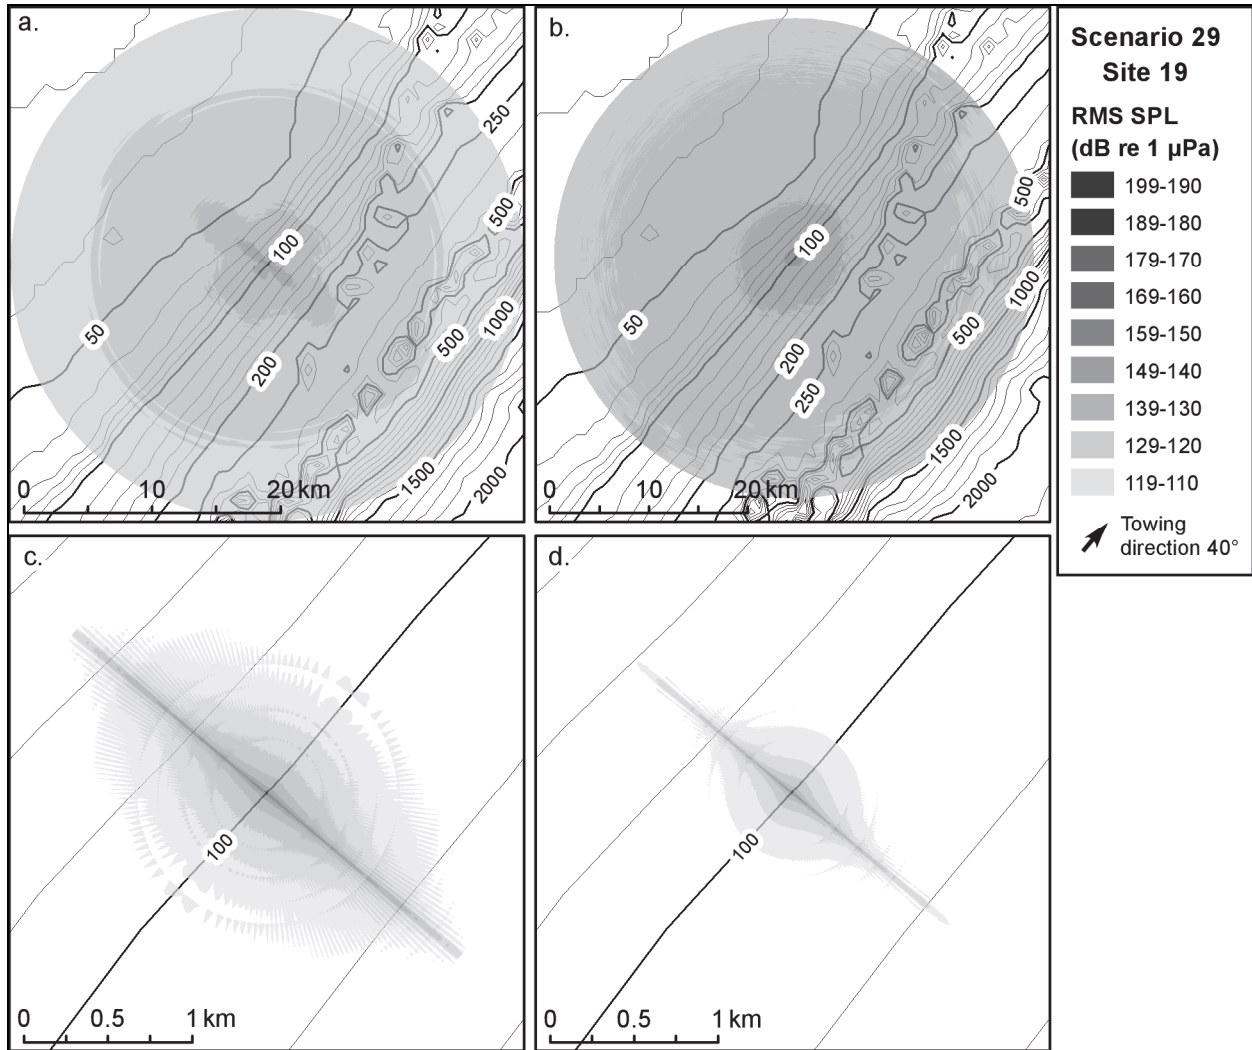 a.
250
500
100
50
1000
500
200
0 10 20 km
1500
2000
b.
500
100
1000
50
500
200
250
1500
0 10 20 km
2000
Scenario 29
Site 19
RMS SPL
(dB re 1 µPa)
199-190
189-180
179-170
169-160
159-150
149-140
139-130
129-120
119-110
Towing
direction 40°
c.
100
0 0.5 1 km
d.
100
0 0.5 1 km